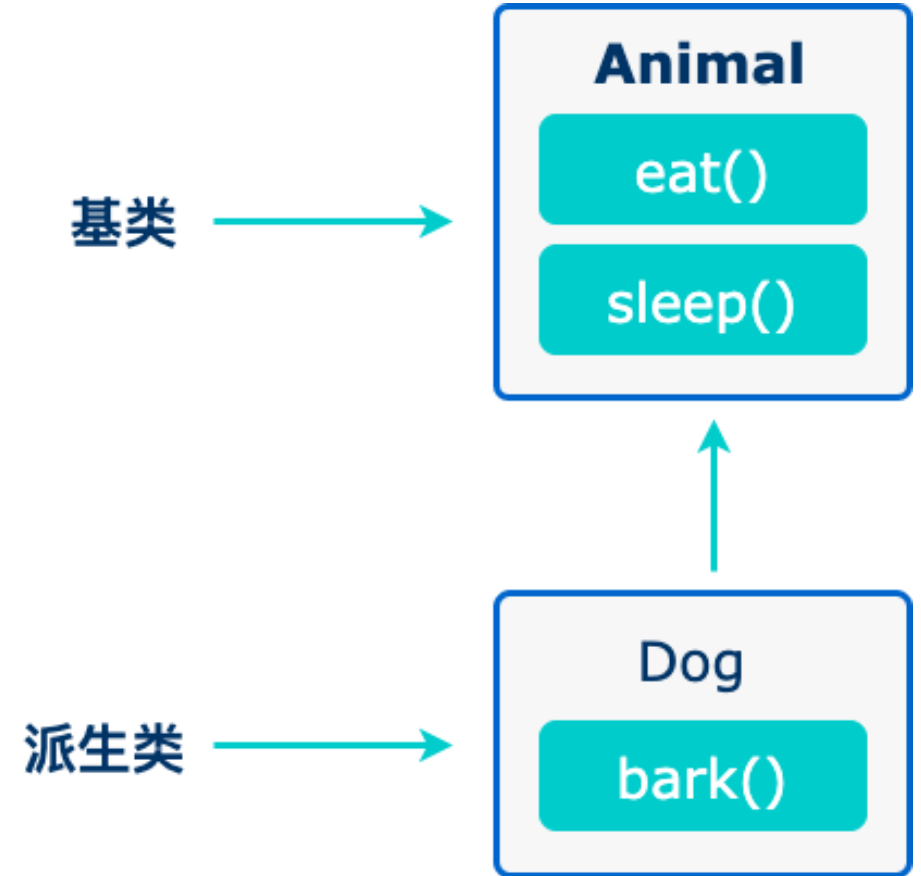 Animal
eat()
基类
sleep()
Dog
派生类
bark()